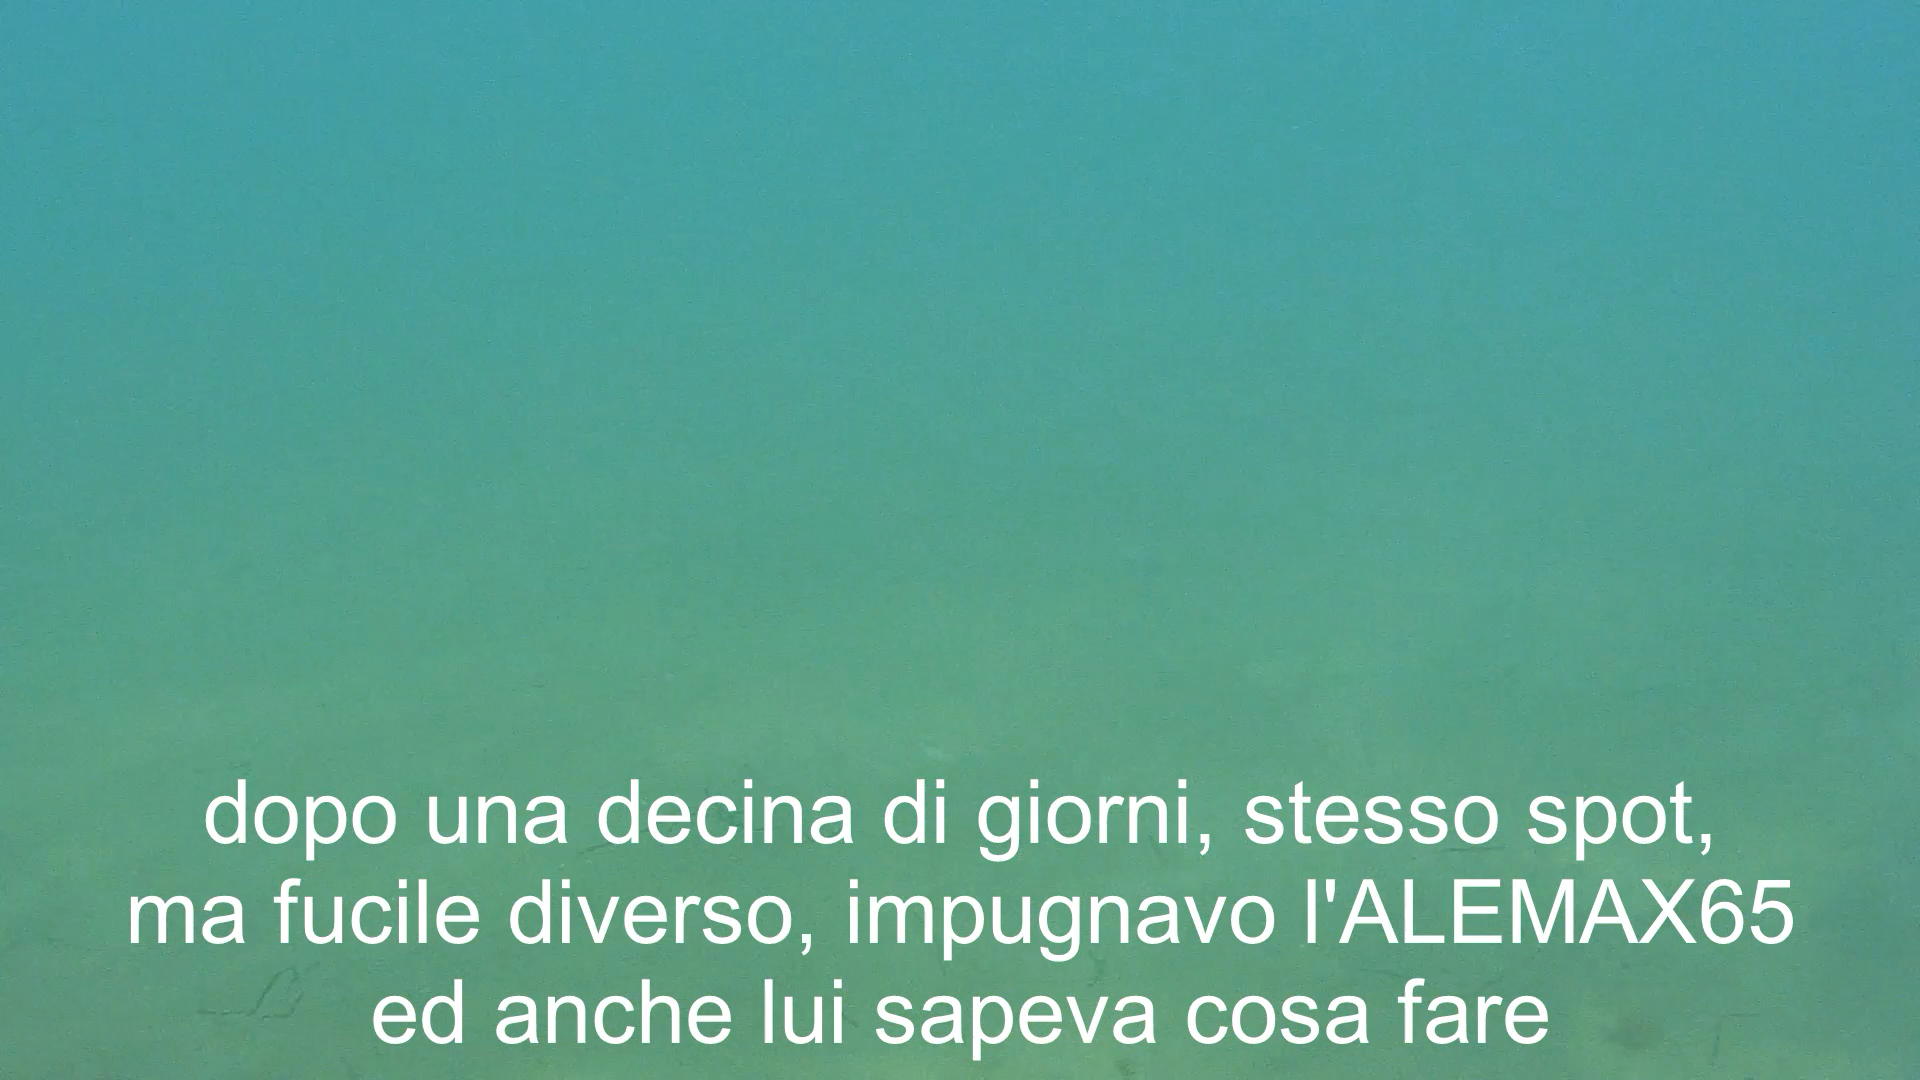 dopo una decina di giorni, stesso spot,
ma fucile diverso, impugnavo l'ALEMAX65
ed anche lui sapeva cosa fare